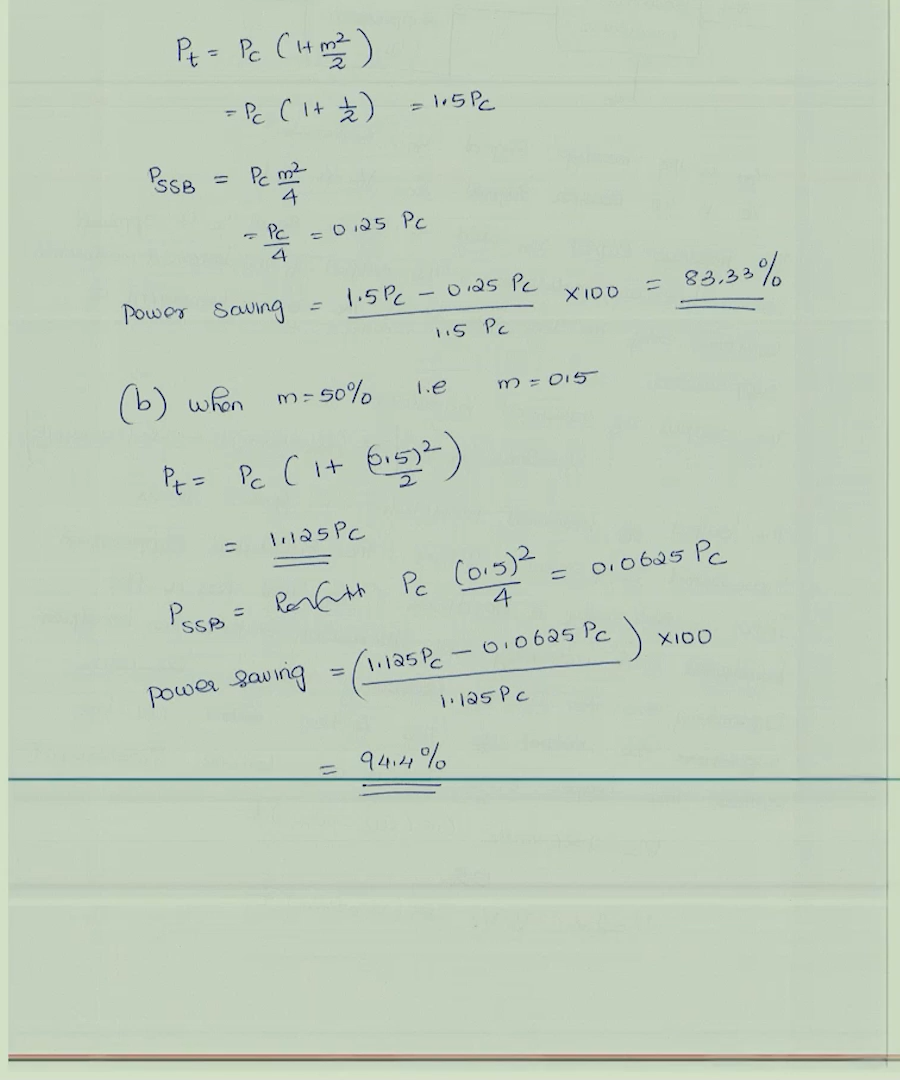 Pt = Pc (1+ m²/2)
= Pc (1+ 1/2) = 1.5Pc
PSSB = Pc m²/4
= Pc/4 = 0.25 Pc
Power saving = (1.5Pc - 0.25 Pc)/(1.5 Pc) x100 = 83.33%
(b) when m=50% i.e m=0.5
Pt = Pc (1+ (0.5)²/2)
= 1.125Pc
PSSB = Pc (0.5)²/4 = 0.0625 Pc
power saving = ((1.125Pc - 0.0625 Pc)/(1.125Pc)) x100
= 94.4%